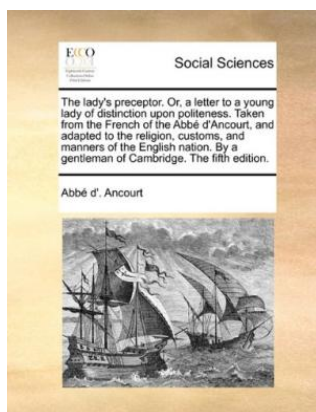 ECCO
Social Sciences
The lady's preceptor. Or, a letter to a young
lady of distinction upon politeness. Taken
from the French of the Abbé d'Ancourt, and
adapted to the religion, customs, and
manners of the English nation. By a
gentleman of Cambridge. The fifth edition.
Abbé d'. Ancourt